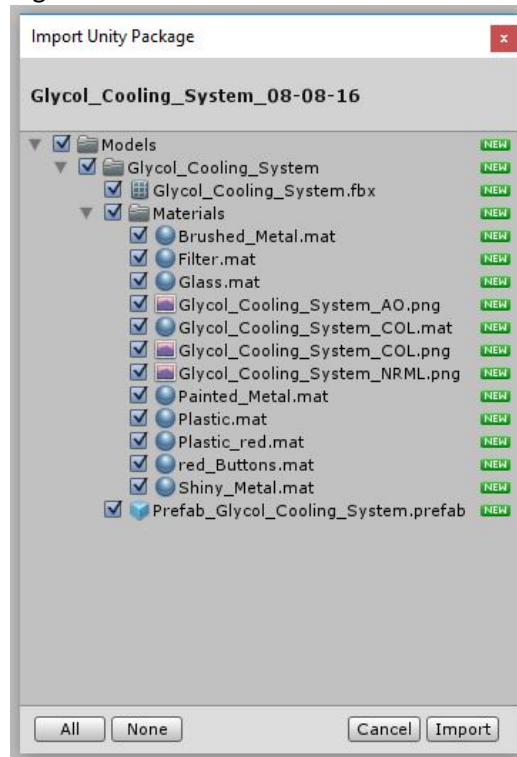 Import Unity Package
x
Glycol_Cooling_System_08-08-16
Models NEW
Glycol_Cooling_System NEW
Glycol_Cooling_System.fbx NEW
Materials NEW
Brushed_Metal.mat NEW
Filter.mat NEW
Glass.mat NEW
Glycol_Cooling_System_AO.png NEW
Glycol_Cooling_System_COL.mat NEW
Glycol_Cooling_System_COL.png NEW
Glycol_Cooling_System_NRML.png NEW
Painted_Metal.mat NEW
Plastic.mat NEW
Plastic_red.mat NEW
red_Buttons.mat NEW
Shiny_Metal.mat NEW
Prefab_Glycol_Cooling_System.prefab NEW
All None Cancel Import